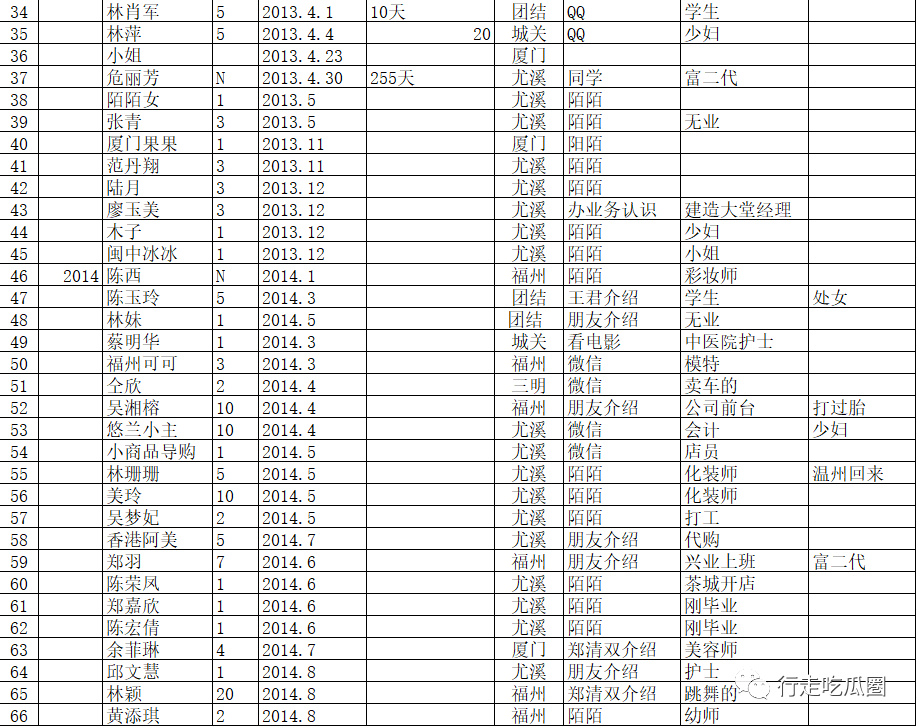 34 林肖军 5 2013.4.1 10天 团结 QQ 学生
35 林萍 5 2013.4.4 20 城关 QQ 少妇
36 小姐 2013.4.23 厦门
37 危丽芳 N 2013.4.30 255天 尤溪 同学 富二代
38 陌陌女 1 2013.5 尤溪 陌陌
39 张青 3 2013.5 尤溪 陌陌 无业
40 厦门果果 1 2013.11 厦门 阳陌
41 范丹翔 3 2013.11 尤溪 陌陌
42 陆月 3 2013.12 尤溪 陌陌
43 廖玉美 3 2013.12 尤溪 办业务认识 建造大堂经理
44 木子 1 2013.12 尤溪 陌陌 少妇
45 闽中冰冰 1 2013.12 尤溪 陌陌 小姐
46 2014 陈西 N 2014.1 福州 陌陌 彩妆师
47 陈玉玲 5 2014.3 团结 王君介绍 学生 处女
48 林妹 1 2014.5 团结 朋友介绍 无业
49 蔡明华 1 2014.3 城关 看电影 中医院护士
50 福州可可 3 2014.3 福州 微信 模特
51 仝欣 2 2014.4 三明 微信 卖车的
52 吴湘榕 10 2014.4 福州 朋友介绍 公司前台 打过胎
53 悠兰小主 10 2014.4 尤溪 微信 会计 少妇
54 小商品导购 1 2014.5 尤溪 微信 店员
55 林珊珊 5 2014.5 尤溪 陌陌 化装师 温州回来
56 美玲 10 2014.5 尤溪 陌陌 化装师
57 吴梦妃 2 2014.5 尤溪 陌陌 打工
58 香港阿美 5 2014.7 尤溪 朋友介绍 代购
59 郑羽 7 2014.6 福州 朋友介绍 兴业上班 富二代
60 陈荣凤 1 2014.6 尤溪 陌陌 茶城开店
61 郑嘉欣 1 2014.6 尤溪 陌陌 刚毕业
62 陈宏倩 1 2014.6 尤溪 陌陌 刚毕业
63 余菲琳 4 2014.7 厦门 郑清双介绍 美容师
64 邱文慧 1 2014.8 尤溪 朋友介绍 护士
65 林颖 20 2014.8 福州 郑清双介绍 跳舞的
66 黄添琪 2 2014.8 福州 陌陌 幼师
行走吃瓜圈